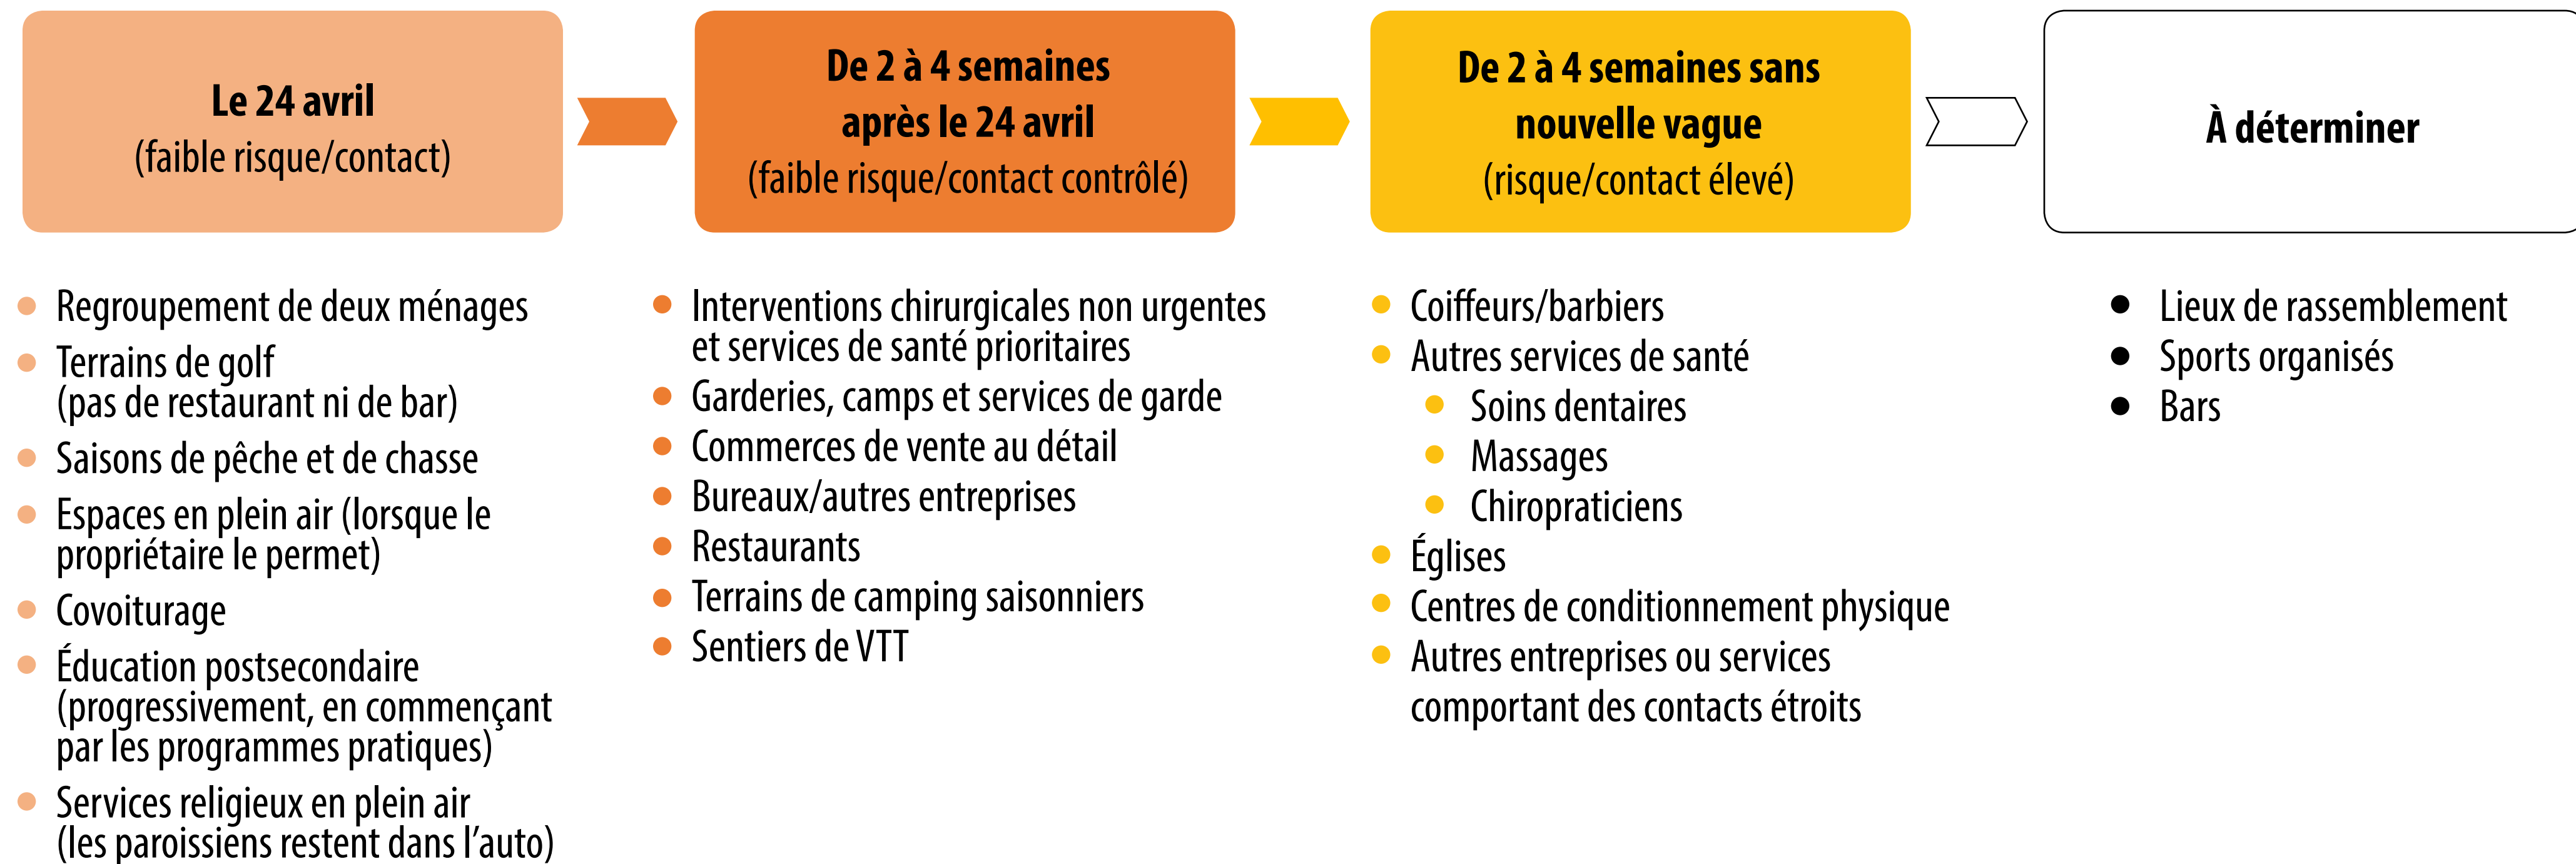 Le 24 avril
(faible risque/contact)
De 2 à 4 semaines
après le 24 avril
(faible risque/contact contrôlé)
De 2 à 4 semaines sans
nouvelle vague
(risque/contact élevé)
À déterminer
Regroupement de deux ménages
Terrains de golf
(pas de restaurant ni de bar)
Saisons de pêche et de chasse
Espaces en plein air (lorsque le
propriétaire le permet)
Covoiturage
Éducation postsecondaire
(progressivement, en commençant
par les programmes pratiques)
Services religieux en plein air
(les paroissiens restent dans l’auto)
Interventions chirurgicales non urgentes
et services de santé prioritaires
Garderies, camps et services de garde
Commerces de vente au détail
Bureaux/autres entreprises
Restaurants
Terrains de camping saisonniers
Sentiers de VTT
Coiffeurs/barbiers
Autres services de santé
Soins dentaires
Massages
Chiropraticiens
Églises
Centres de conditionnement physique
Autres entreprises ou services
comportant des contacts étroits
Lieux de rassemblement
Sports organisés
Bars